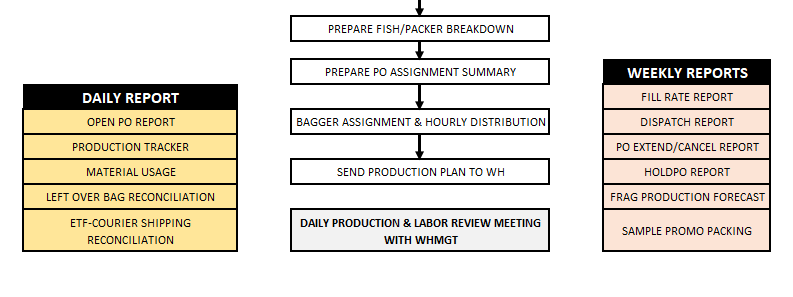 PREPARE FISH/PACKER BREAKDOWN
PREPARE PO ASSIGNMENT SUMMARY
BAGGER ASSIGNMENT & HOURLY DISTRIBUTION
SEND PRODUCTION PLAN TO WH
DAILY PRODUCTION & LABOR REVIEW MEETING
WITH WHMGT
DAILY REPORT
OPEN PO REPORT
PRODUCTION TRACKER
MATERIAL USAGE
LEFT OVER BAG RECONCILIATION
ETF-COURIER SHIPPING
RECONCILIATION
WEEKLY REPORTS
FILL RATE REPORT
DISPATCH REPORT
PO EXTEND/CANCEL REPORT
HOLDPO REPORT
FRAG PRODUCTION FORECAST
SAMPLE PROMO PACKING